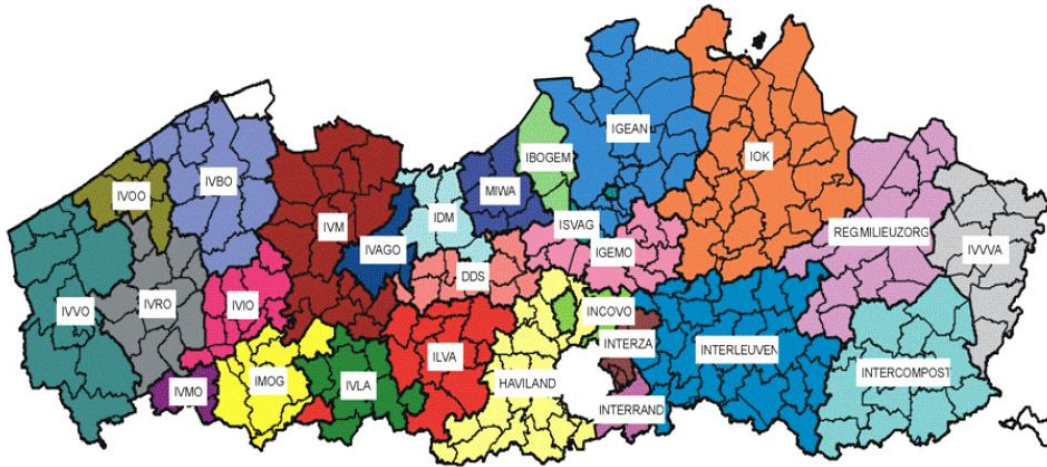 IGEAN
IBOGEM
IOK
IVBO
IVOO
MIWA
IDM
ISVAG
IVM
REG.MILIEUZORG
IVAGO
IGEMO
IVVVA
DDS
IVVO
IVRO
IVIO
INCOVO
INTERZA
INTERLEUVEN
ILVA
INTERCOMPOST
IVMO
IMOG
IVLA
HAVILAND
INTERRAND